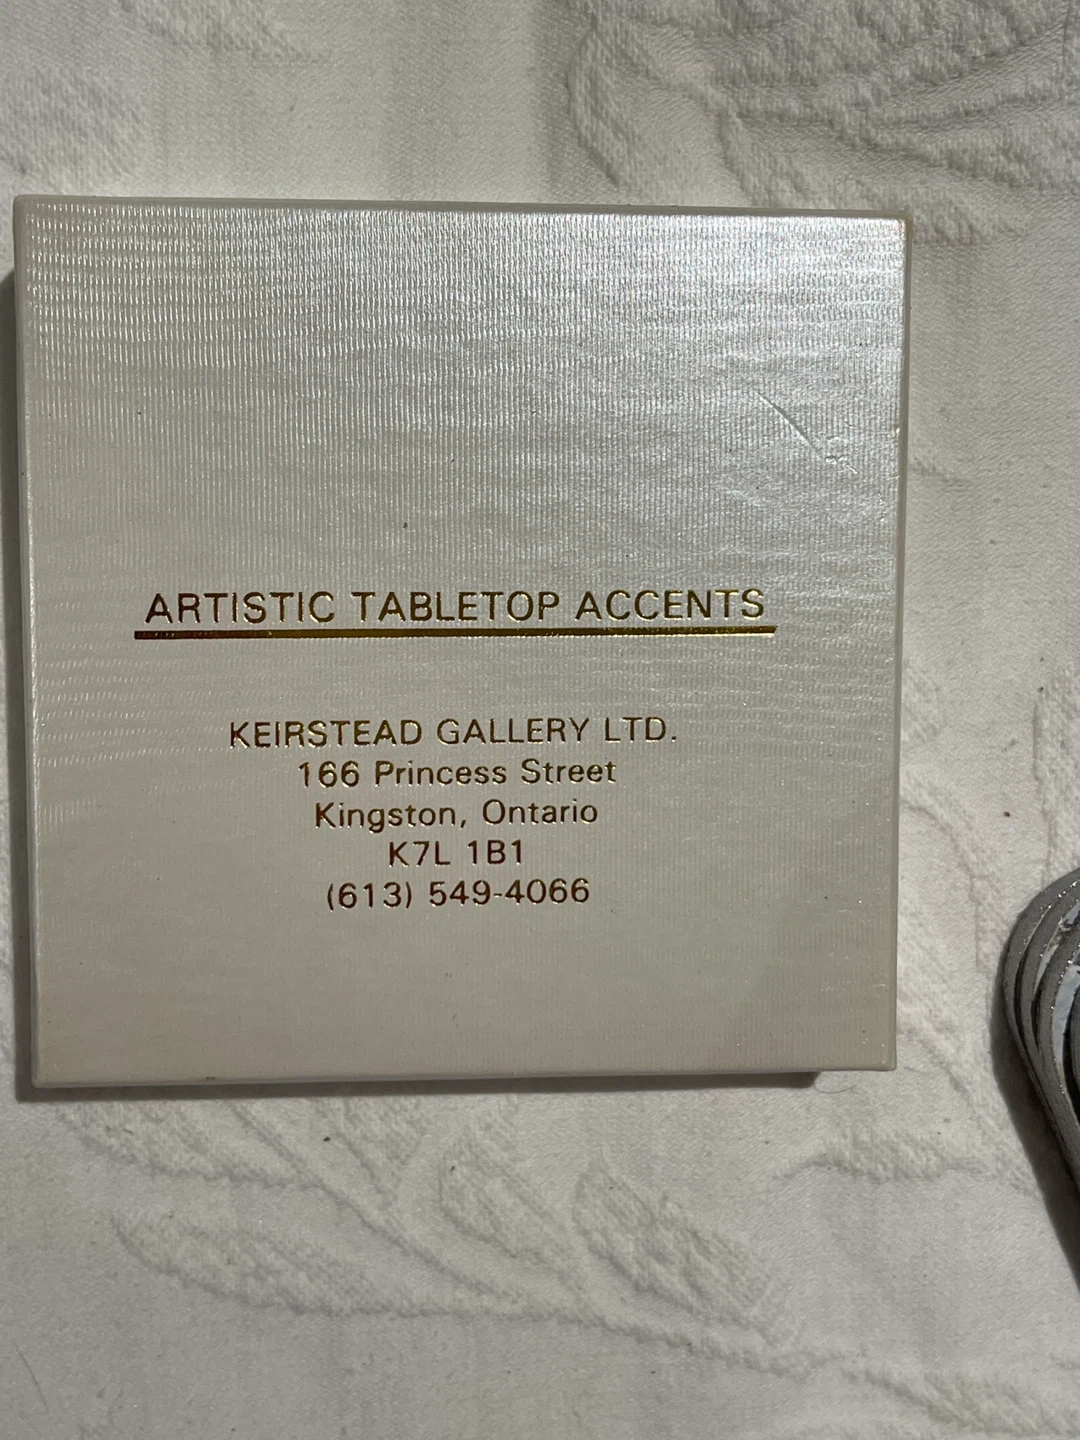 ARTISTIC TABLETOP ACCENTS
KEIRSTEAD GALLERY LTD.
166 Princess Street
Kingston, Ontario
K7L 1B1
(613) 549-4066